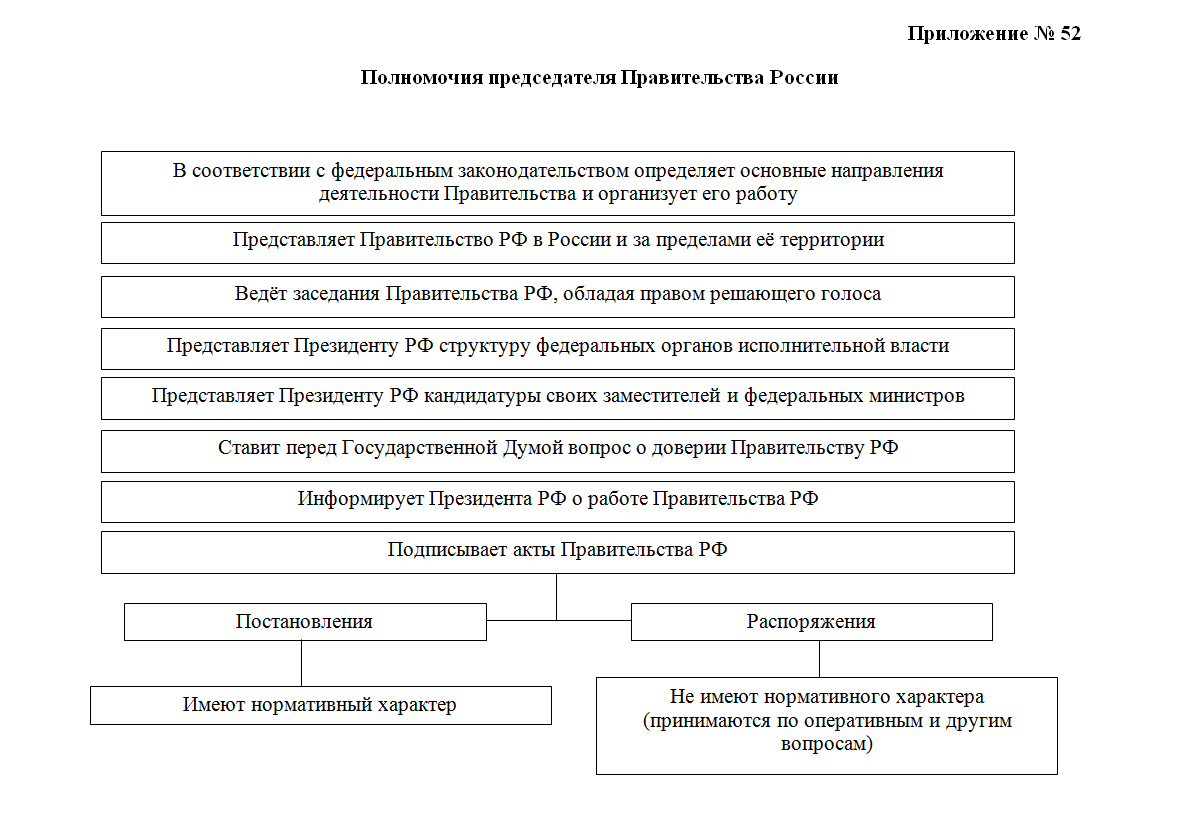 Приложение № 52
Полномочия председателя Правительства России
В соответствии с федеральным законодательством определяет основные направления
деятельности Правительства и организует его работу
Представляет Правительство РФ в России и за пределами её территории
Ведёт заседания Правительства РФ, обладая правом решающего голоса
Представляет Президенту РФ структуру федеральных органов исполнительной власти
Представляет Президенту РФ кандидатуры своих заместителей и федеральных министров
Ставит перед Государственной Думой вопрос о доверии Правительству РФ
Информирует Президента РФ о работе Правительства РФ
Подписывает акты Правительства РФ
Постановления
Распоряжения
Имеют нормативный характер
Не имеют нормативного характера
(принимаются по оперативным и другим
вопросам)